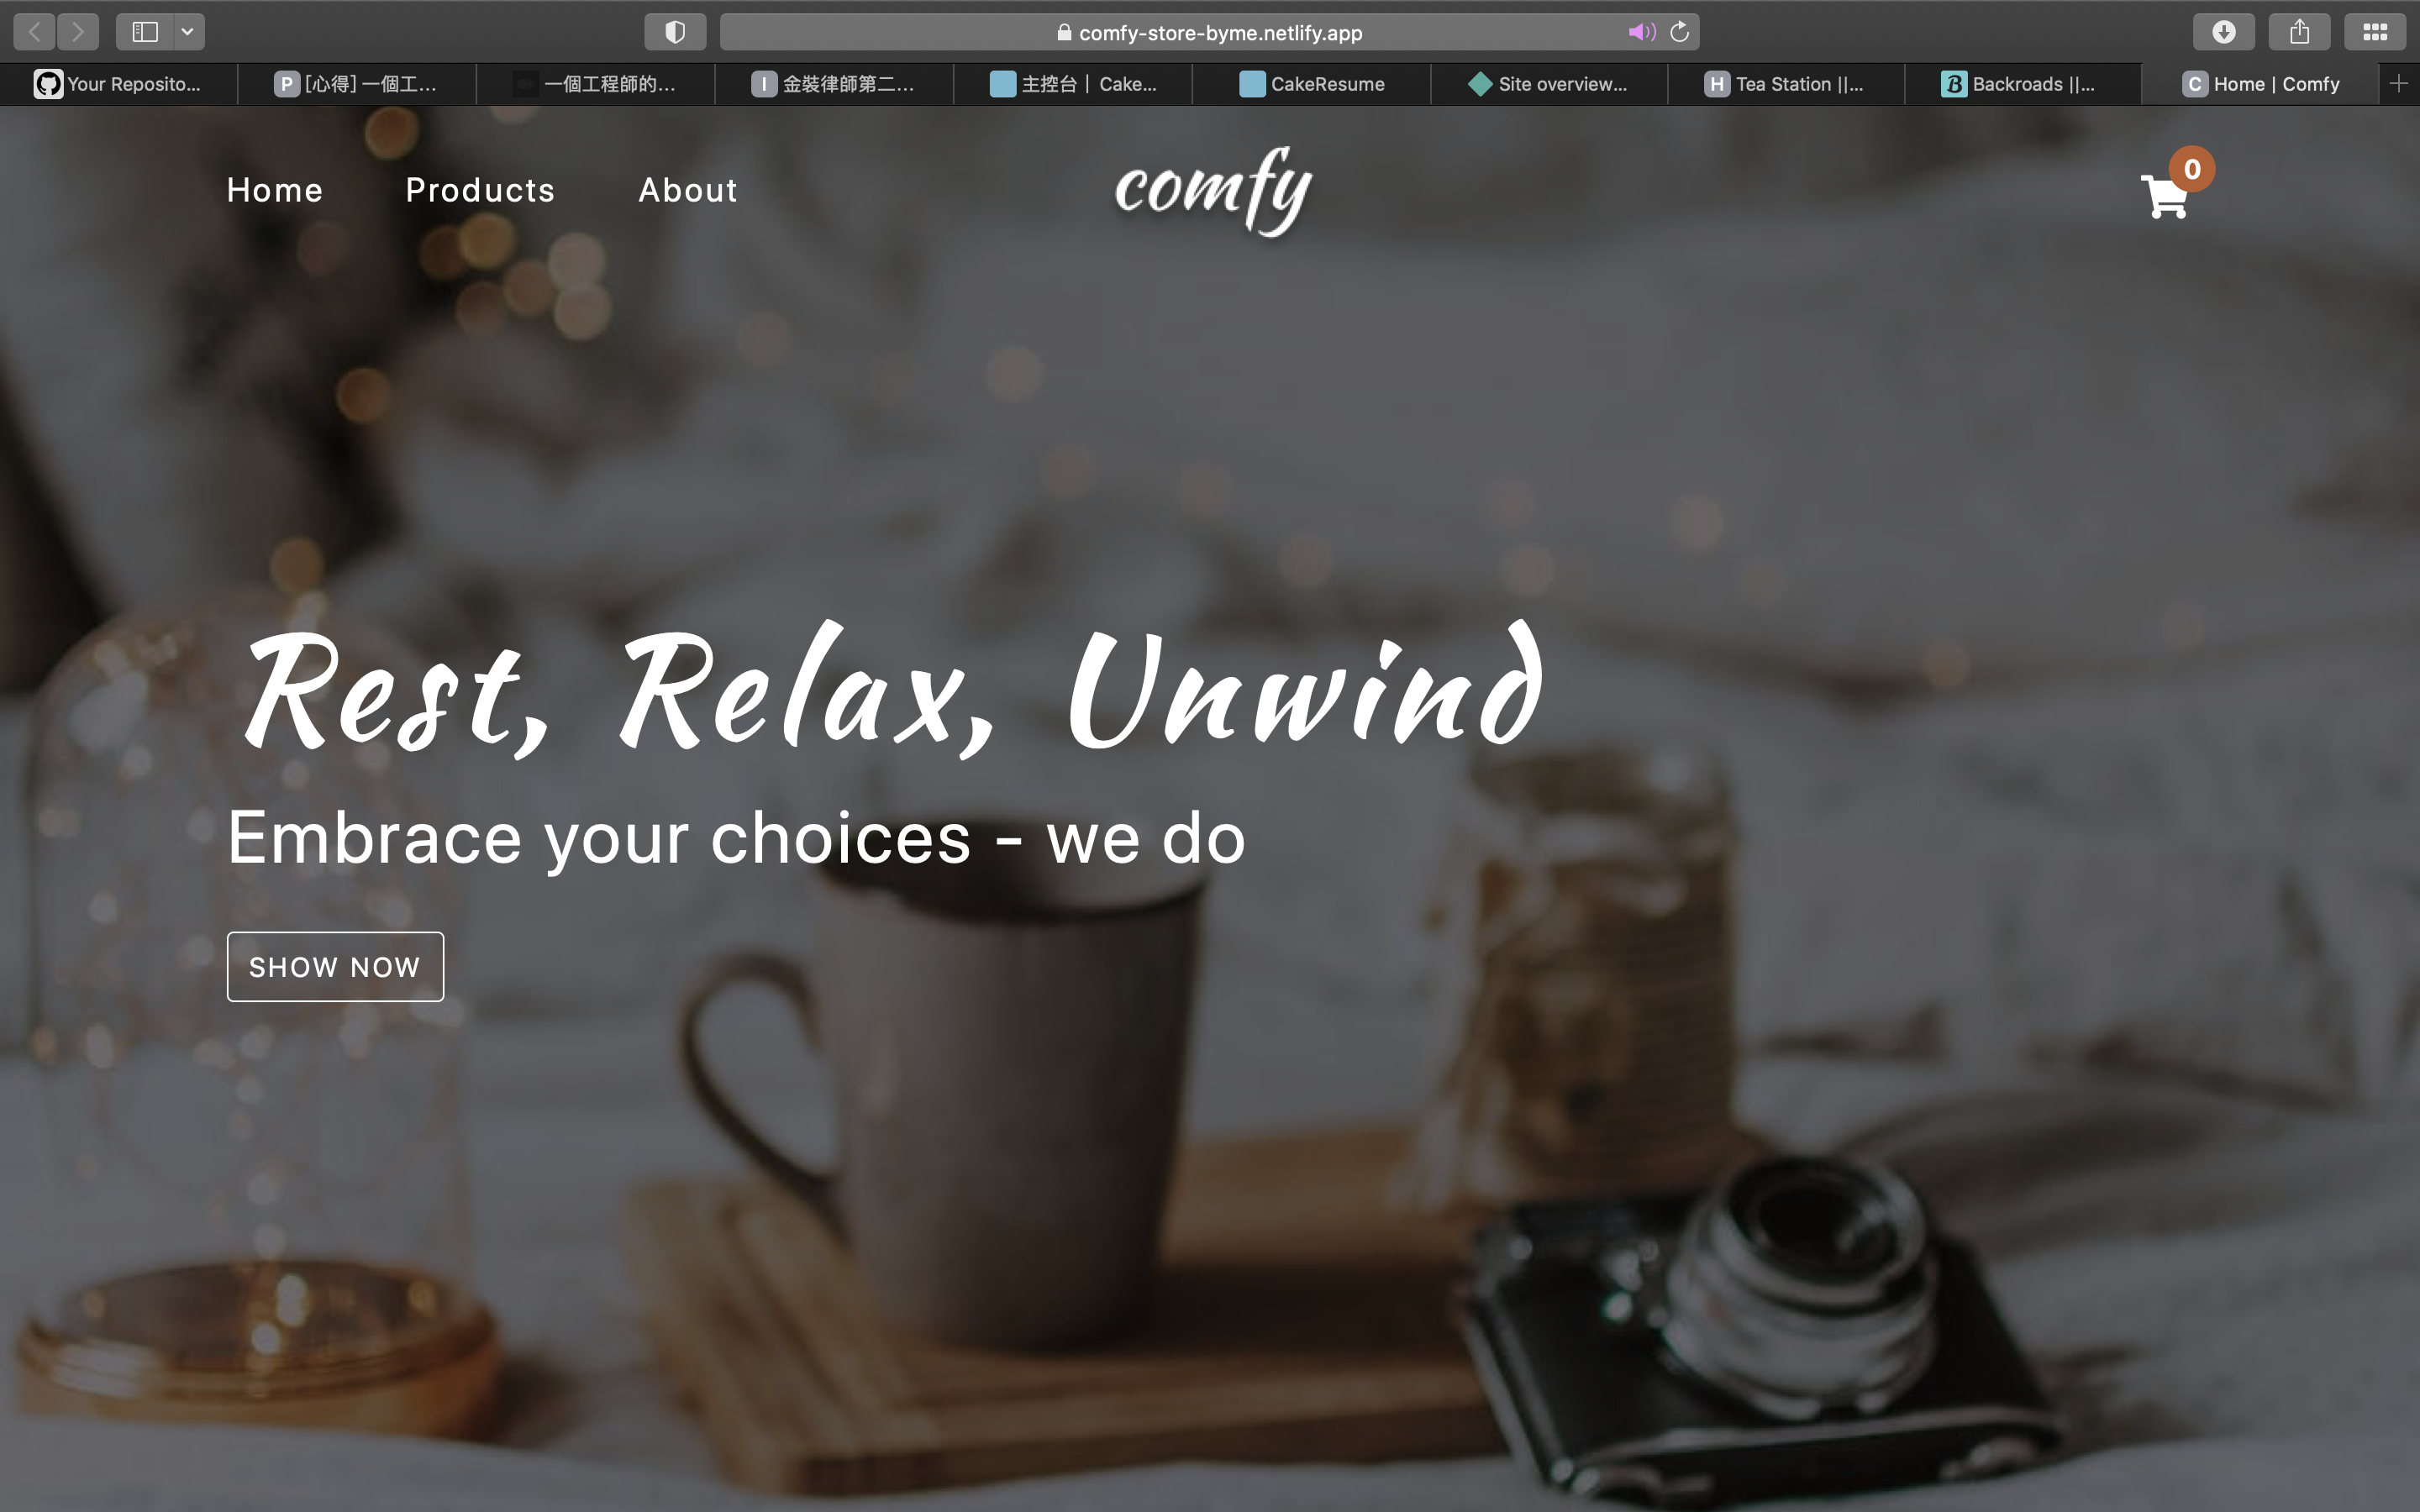 comfy-store-byme.netlify.app
Your Reposito...
P [心得] 一個工...
一個工程師的...
I 金裝律師第二...
主控台 | Cake...
CakeResume
Site overview...
H Tea Station ||...
B Backroads ||...
C Home | Comfy
Home Products About
comfy
0
Rest, Relax, Unwind
Embrace your choices - we do
SHOW NOW